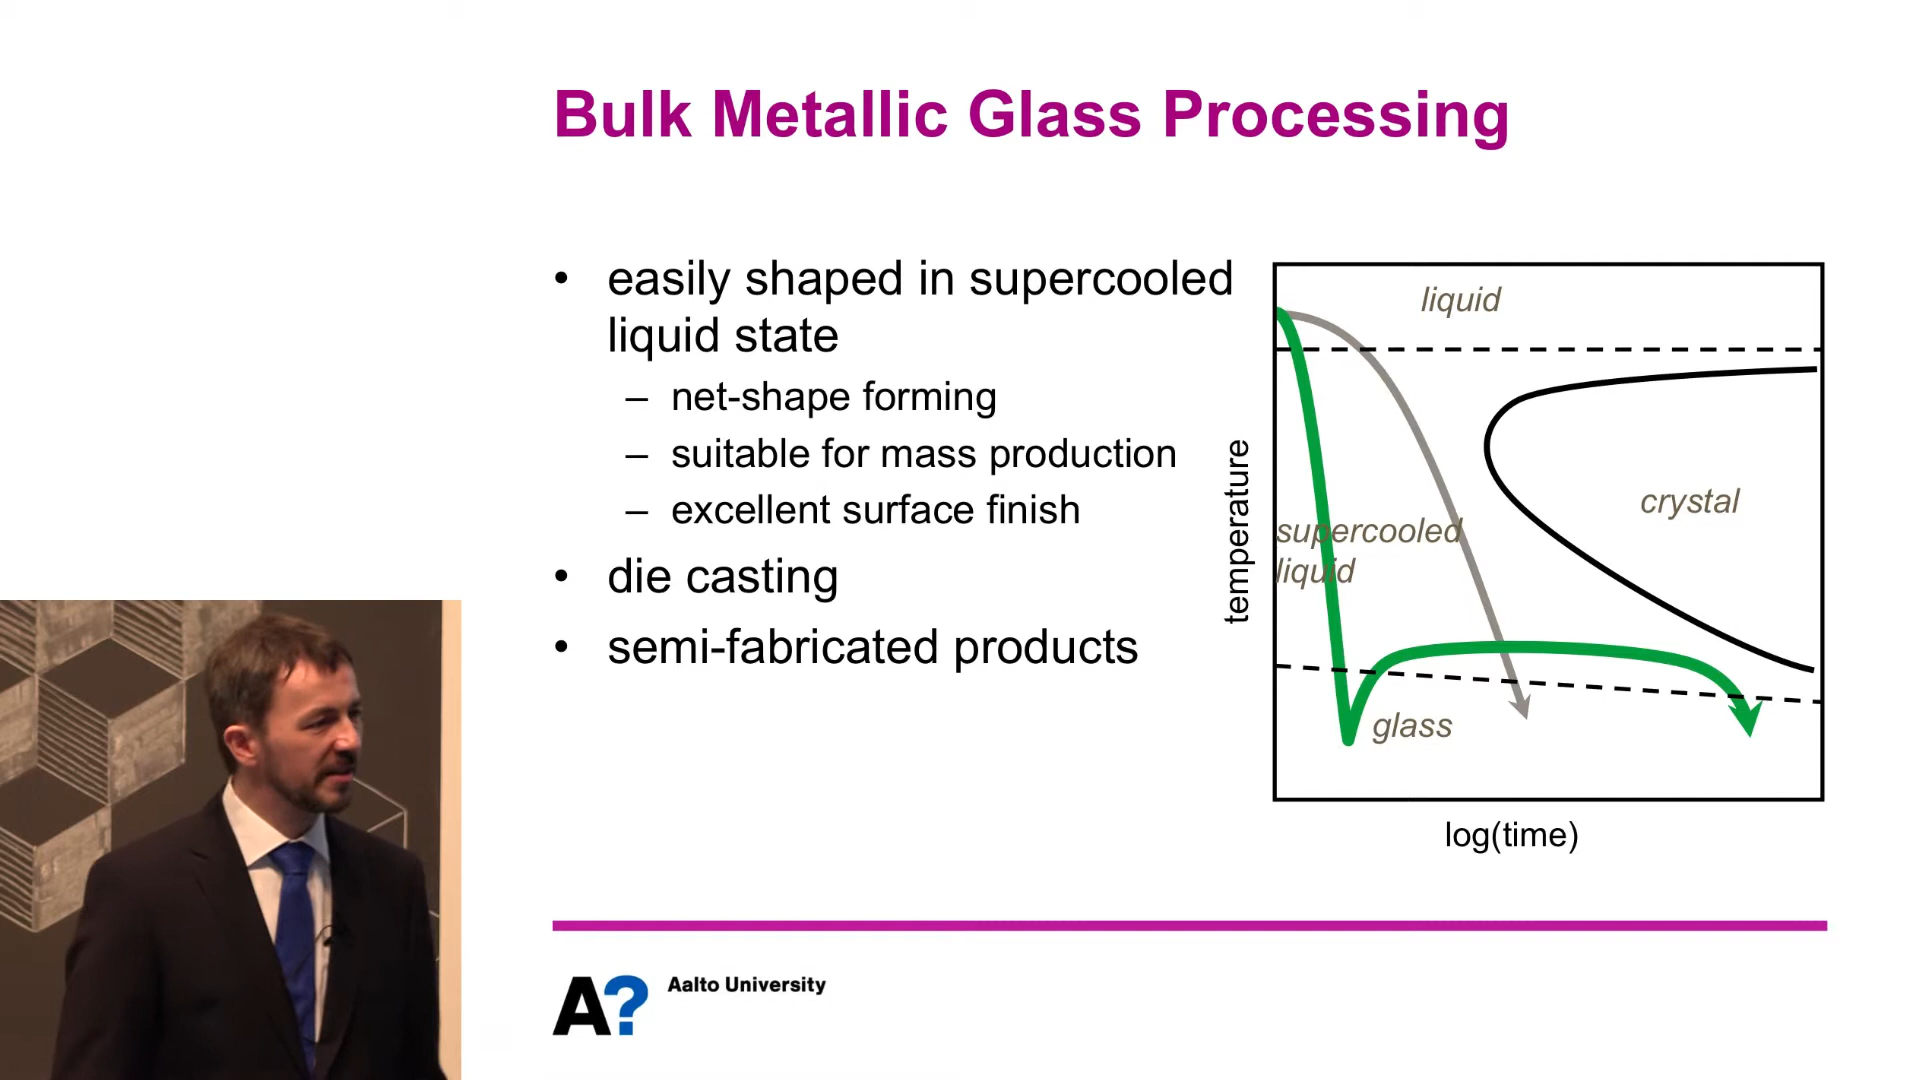 Bulk Metallic Glass Processing
• easily shaped in supercooled
liquid state
– net-shape forming
– suitable for mass production
– excellent surface finish
• die casting
• semi-fabricated products
temperature
liquid
crystal
supercooled
liquid
glass
log(time)
A?
Aalto University